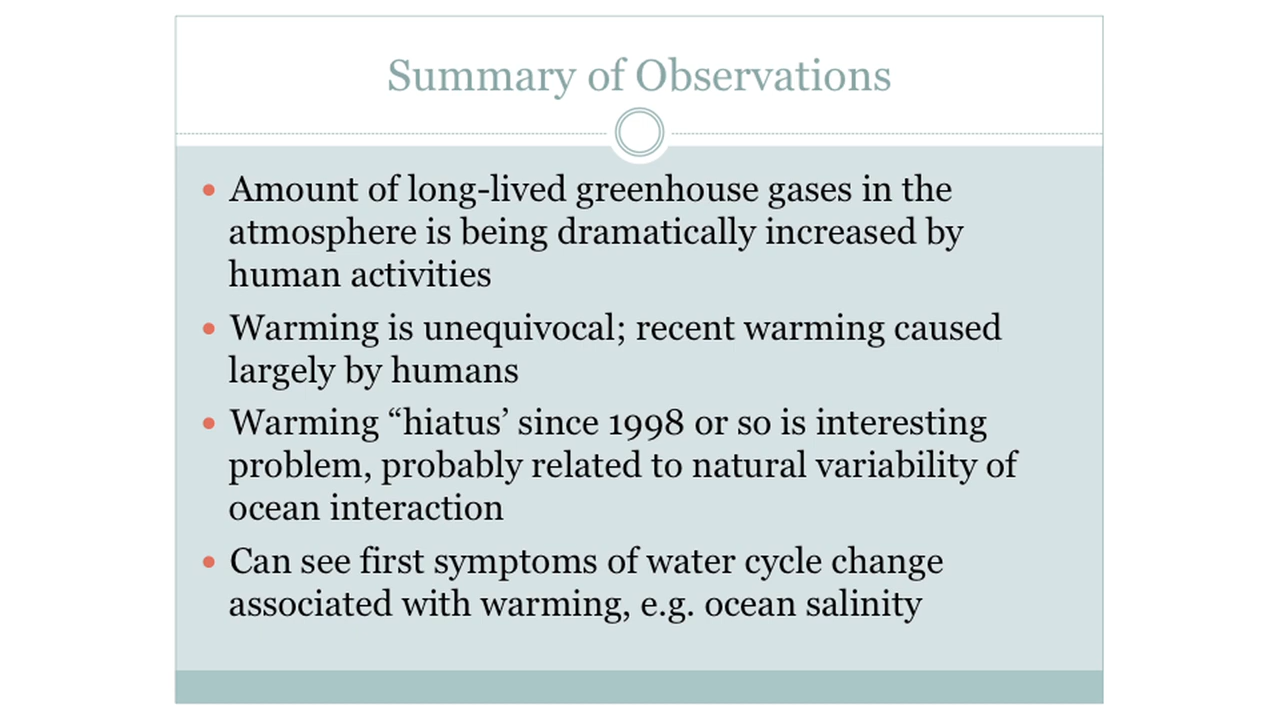 Summary of Observations
• Amount of long-lived greenhouse gases in the
atmosphere is being dramatically increased by
human activities
• Warming is unequivocal; recent warming caused
largely by humans
• Warming “hiatus’ since 1998 or so is interesting
problem, probably related to natural variability of
ocean interaction
• Can see first symptoms of water cycle change
associated with warming, e.g. ocean salinity